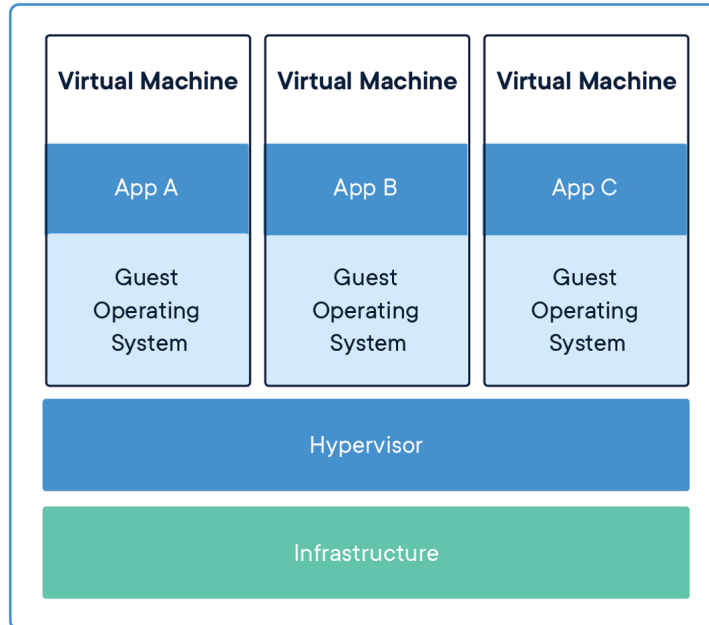 Virtual Machine
Virtual Machine
Virtual Machine
App A
App B
App C
Guest
Operating
System
Guest
Operating
System
Guest
Operating
System
Hypervisor
Infrastructure